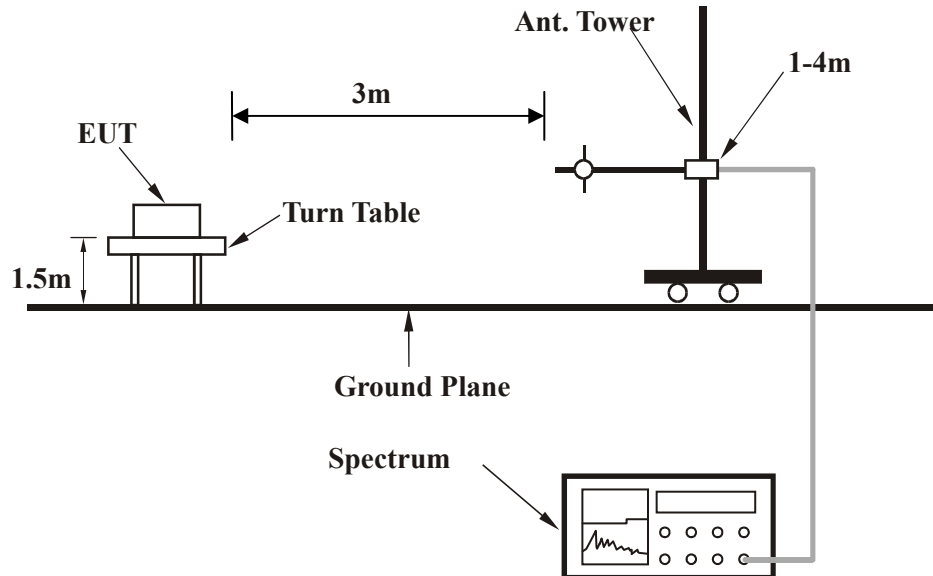 Ant. Tower
1-4m
3m
EUT
Turn Table
1.5m
Ground Plane
Spectrum